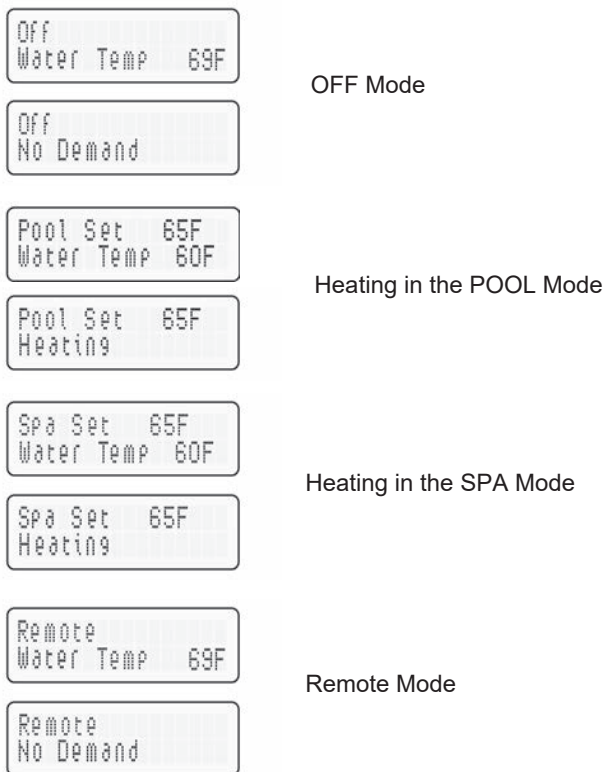 Off
Water Temp 69F
OFF Mode
Off
No Demand
Pool Set 65F
Water Temp 60F
Heating in the POOL Mode
Pool Set 65F
Heating
Spa Set 65F
Water Temp 60F
Heating in the SPA Mode
Spa Set 65F
Heating
Remote
Water Temp 69F
Remote Mode
Remote
No Demand